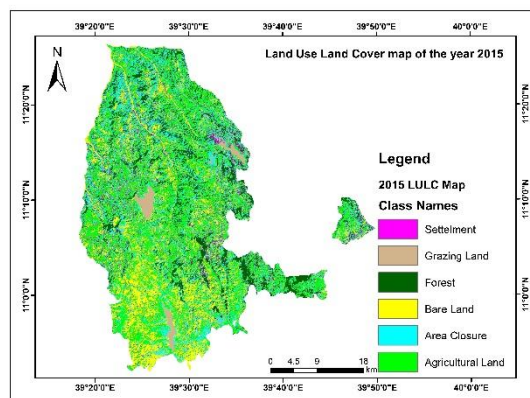 39°20'0"E 39°30'0"E 39°40'0"E 39°50'0"E 40°0'0"E
N
Land Use Land Cover map of the year 2015
11°20'0"N 11°20'0"N
11°10'0"N 11°10'0"N
11°0'0"N 11°0'0"N
Legend
2015 LULC Map
Class Names
Settelment
Grazing Land
Forest
Bare Land
Area Closure
Agricultural Land
0 4.5 9 18
km
39°20'0"E 39°30'0"E 39°40'0"E 39°50'0"E 40°0'0"E